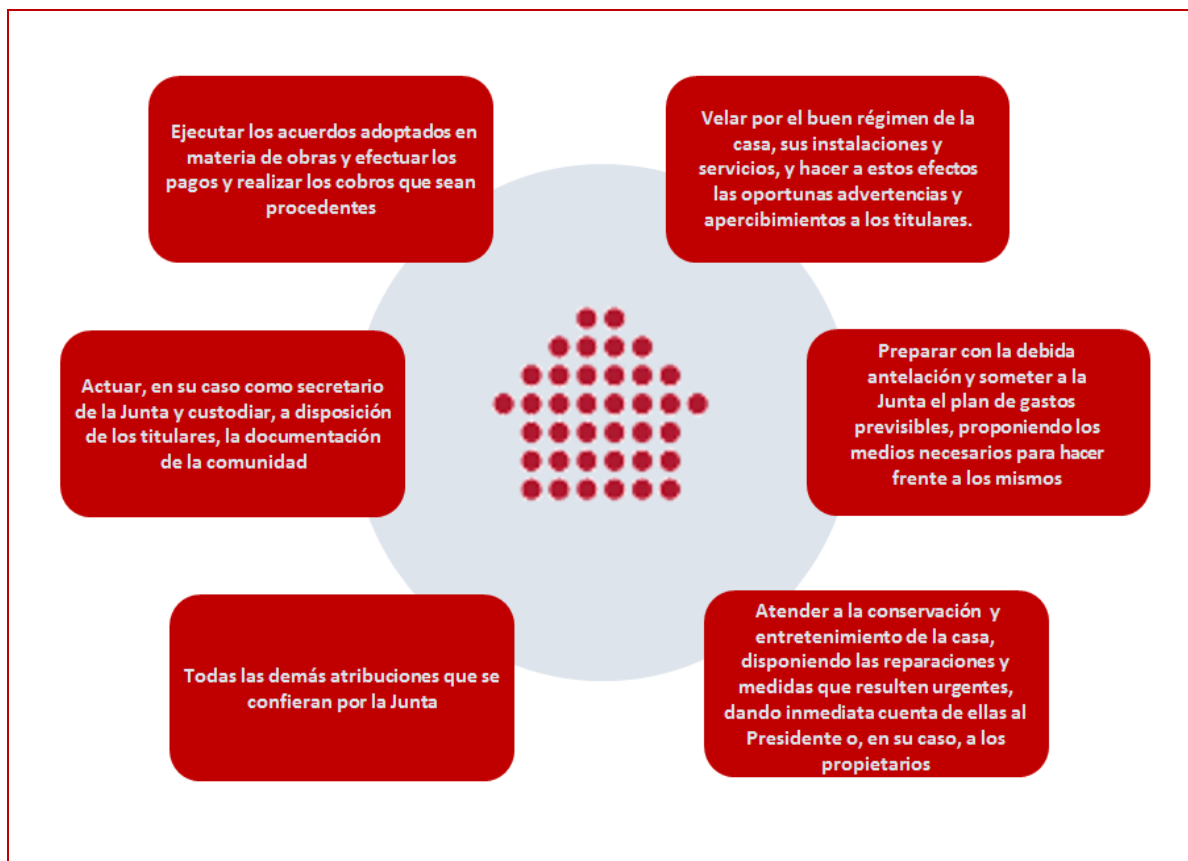 Ejecutar los acuerdos adoptados en
materia de obras y efectuar los
pagos y realizar los cobros que sean
procedentes
Velar por el buen régimen de la
casa, sus instalaciones y
servicios, y hacer a estos efectos
las oportunas advertencias y
apercibimientos a los titulares.
Actuar, en su caso como secretario
de la Junta y custodiar, a disposición
de los titulares, la documentación
de la comunidad
Preparar con la debida
antelación y someter a la
Junta el plan de gastos
previsibles, proponiendo los
medios necesarios para hacer
frente a los mismos
Todas las demás atribuciones que se
confieran por la Junta
Atender a la conservación y
entretenimiento de la casa,
disponiendo las reparaciones y
medidas que resulten urgentes,
dando inmediata cuenta de ellas al
Presidente o, en su caso, a los
propietarios